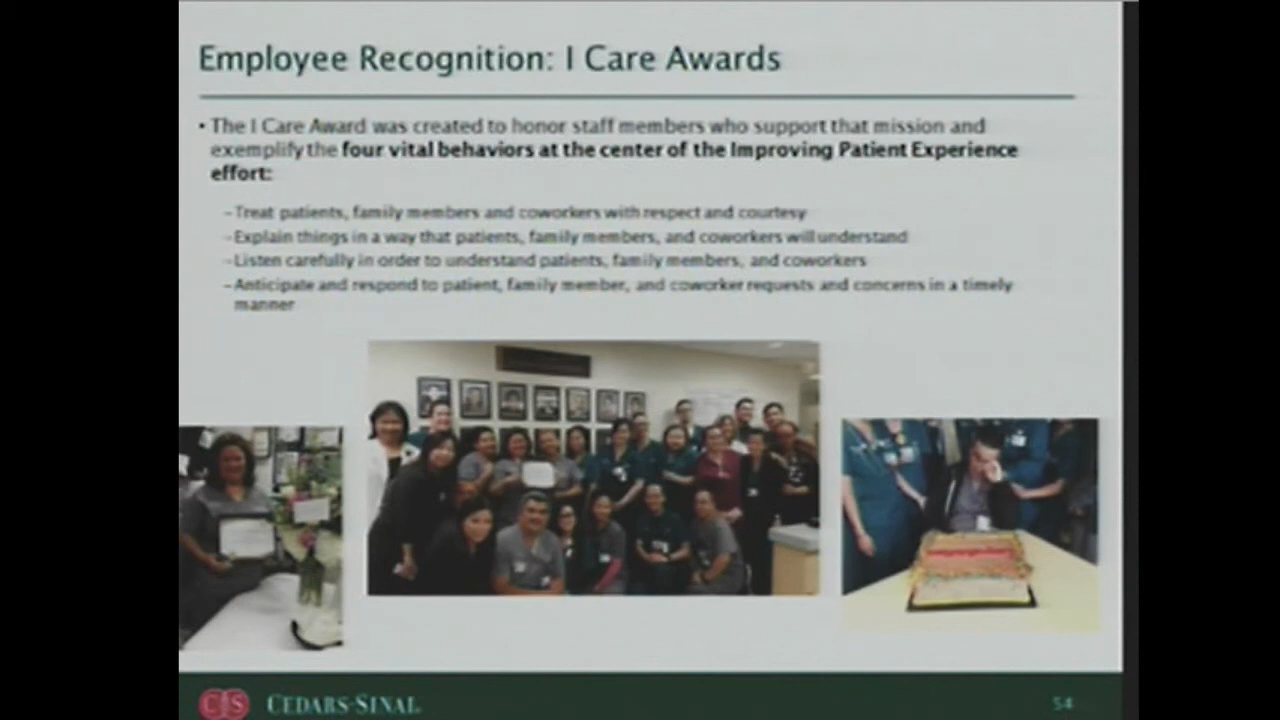 Employee Recognition: I Care Awards
• The I Care Award was created to honor staff members who support that mission and
exemplify the four vital behaviors at the center of the Improving Patient Experience
effort:
– Treat patients, family members and coworkers with respect and courtesy
– Explain things in a way that patients, family members, and coworkers will understand
– Listen carefully in order to understand patients, family members, and coworkers
– Anticipate and respond to patient, family member, and coworker requests and concerns in a timely
manner
CS CEDARS-SINAI
54